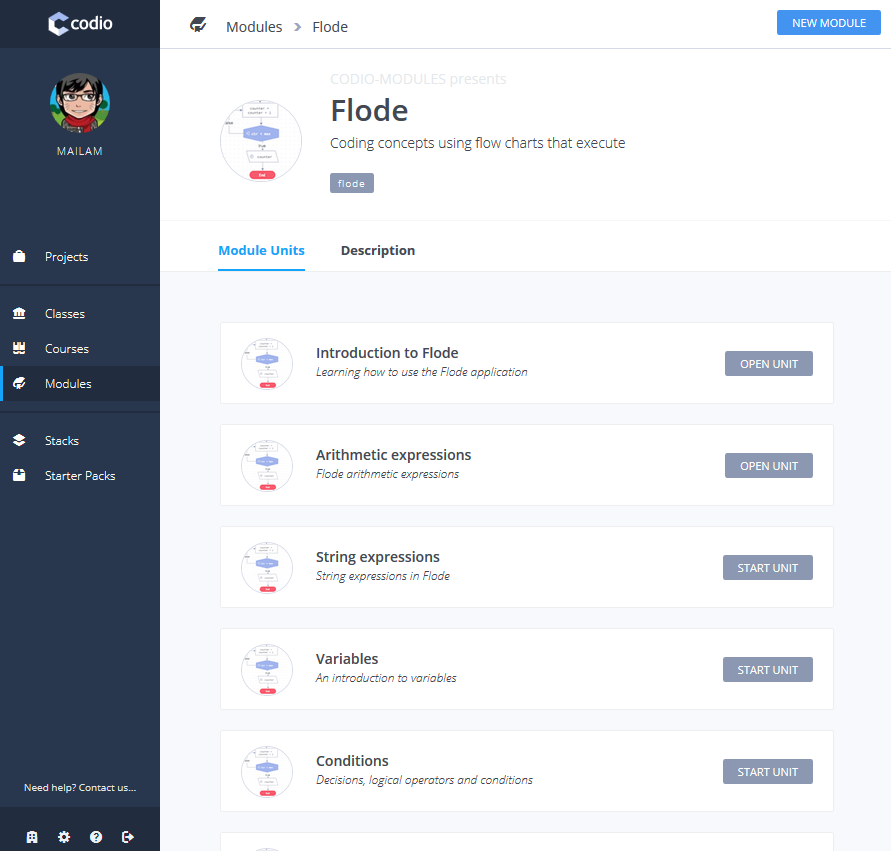 codio
MAILAM
Projects
Classes
Courses
Modules
Stacks
Starter Packs
Need help? Contact us...
Modules > Flode
NEW MODULE
CODIO-MODULES presents
Flode
Coding concepts using flow charts that execute
flode
Module Units
Description
Introduction to Flode
Learning how to use the Flode application
OPEN UNIT
Arithmetic expressions
Flode arithmetic expressions
OPEN UNIT
String expressions
String expressions in Flode
START UNIT
Variables
An introduction to variables
START UNIT
Conditions
Decisions, logical operators and conditions
START UNIT